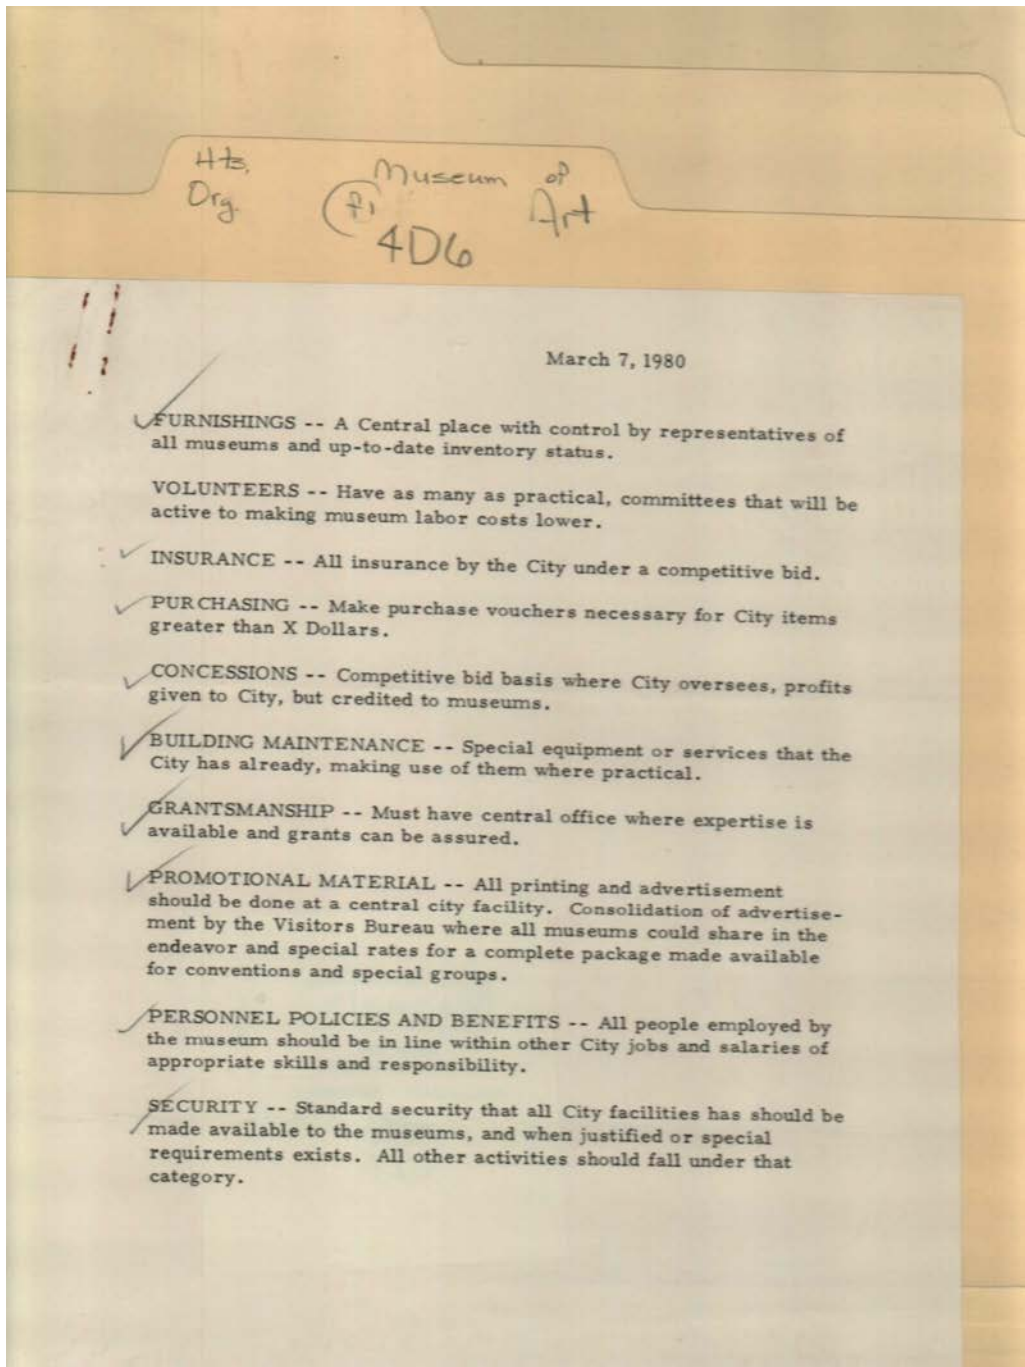 Hts. Museum of
Org. P1 Art
4D6
March 7, 1980
FURNISHINGS -- A Central place with control by representatives of
all museums and up-to-date inventory status.
VOLUNTEERS -- Have as many as practical, committees that will be
active to making museum labor costs lower.
INSURANCE -- All insurance by the City under a competitive bid.
PURCHASING -- Make purchase vouchers necessary for City items
greater than X Dollars.
CONCESSIONS -- Competitive bid basis where City oversees, profits
given to City, but credited to museums.
BUILDING MAINTENANCE -- Special equipment or services that the
City has already, making use of them where practical.
GRANTSMANSHIP -- Must have central office where expertise is
available and grants can be assured.
PROMOTIONAL MATERIAL -- All printing and advertisement
should be done at a central city facility. Consolidation of advertise-
ment by the Visitors Bureau where all museums could share in the
endeavor and special rates for a complete package made available
for conventions and special groups.
PERSONNEL POLICIES AND BENEFITS -- All people employed by
the museum should be in line within other City jobs and salaries of
appropriate skills and responsibility.
SECURITY -- Standard security that all City facilities has should be
made available to the museums, and when justified or special
requirements exists. All other activities should fall under that
category.